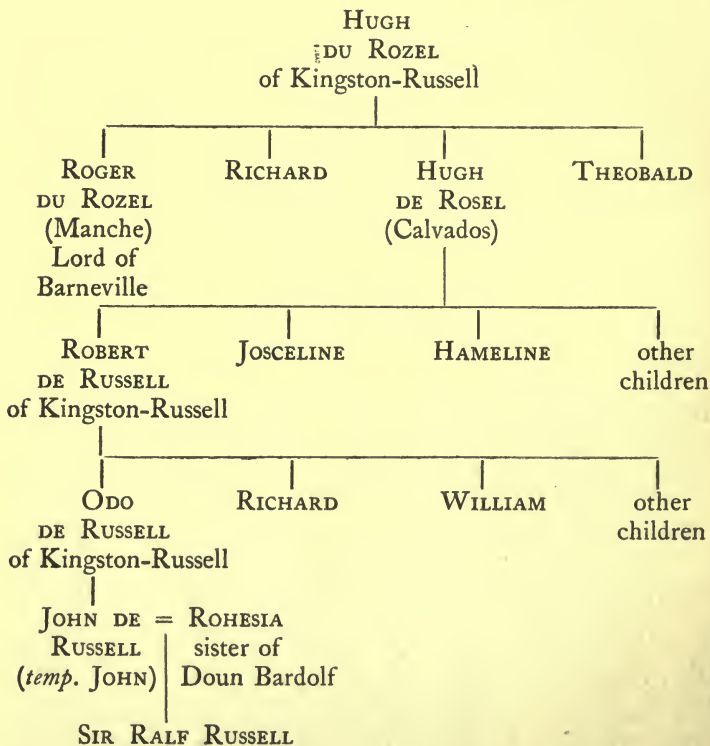 HUGH
DU ROZEL
of Kingston-Russell
ROGER
DU ROZEL
(Manche)
Lord of
Barneville
RICHARD
HUGH
DE ROSEL
(Calvados)
THEOBALD
ROBERT
DE RUSSELL
of Kingston-Russell
JOSCELINE
HAMELINE
other
children
ODO
DE RUSSELL
of Kingston-Russell
RICHARD
WILLIAM
other
children
JOHN DE = ROHESIA
RUSSELL sister of
(temp. JOHN) Doun Bardolf
SIR RALF RUSSELL